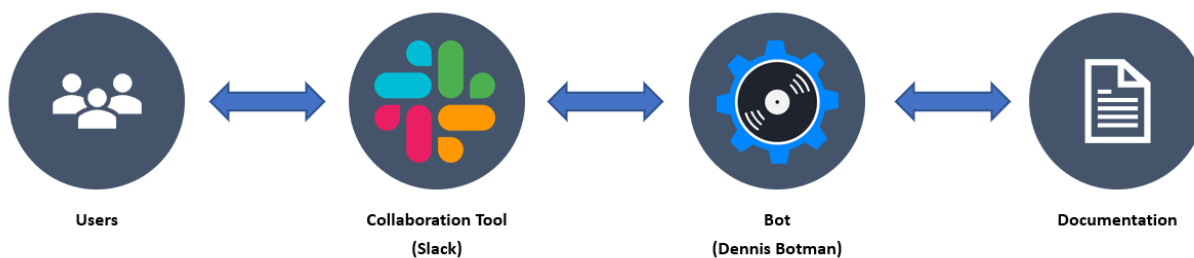 Users
Collaboration Tool
(Slack)
Bot
(Dennis Botman)
Documentation